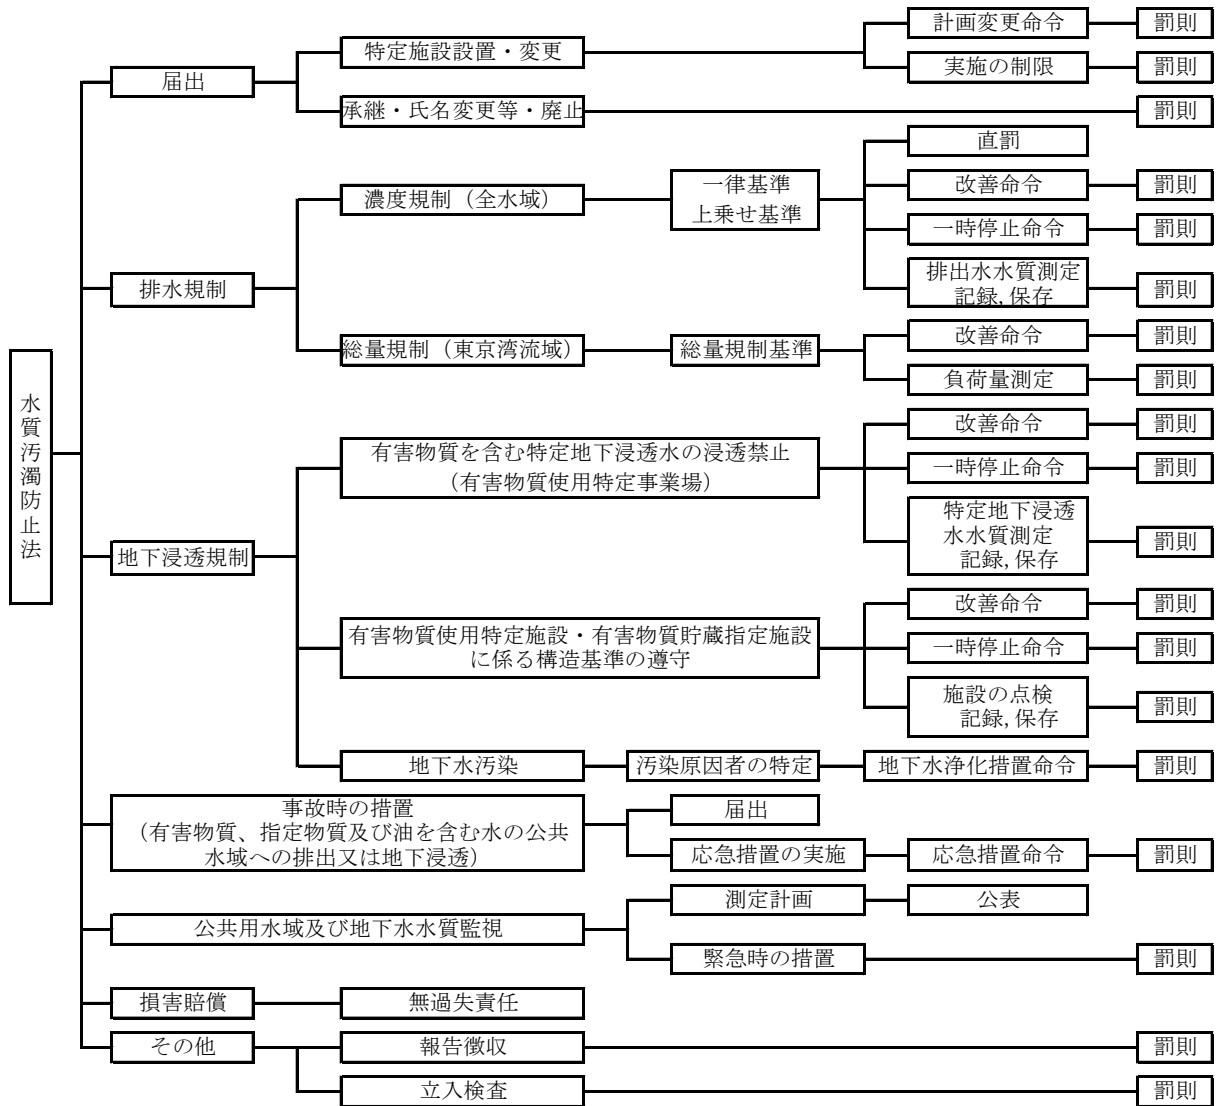 水質汚濁防止法
届出
特定施設設置・変更
計画変更命令
罰則
実施の制限
罰則
承継・氏名変更等・廃止
罰則
排水規制
濃度規制（全水域）
一律基準
上乗せ基準
直罰
改善命令
罰則
一時停止命令
罰則
排出水水質測定
記録,保存
罰則
総量規制（東京湾流域）
総量規制基準
改善命令
罰則
負荷量測定
罰則
地下浸透規制
有害物質を含む特定地下浸透水の浸透禁止
（有害物質使用特定事業場）
改善命令
罰則
一時停止命令
罰則
特定地下浸透
水水質測定
記録,保存
罰則
有害物質使用特定施設・有害物質貯蔵指定施設
に係る構造基準の遵守
改善命令
罰則
一時停止命令
罰則
施設の点検
記録,保存
罰則
地下水汚染
汚染原因者の特定
地下水浄化措置命令
罰則
事故時の措置
（有害物質、指定物質及び油を含む水の公共
水域への排出又は地下浸透）
届出
応急措置の実施
応急措置命令
罰則
公共用水域及び地下水水質監視
測定計画
公表
緊急時の措置
罰則
損害賠償
無過失責任
その他
報告徴収
罰則
立入検査
罰則